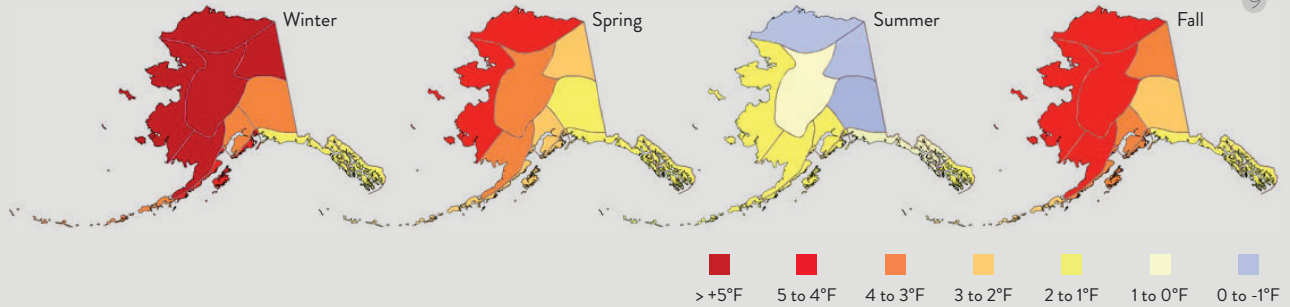 9
Winter
Spring
Summer
Fall
> +5°F
5 to 4°F
4 to 3°F
3 to 2°F
2 to 1°F
1 to 0°F
0 to -1°F